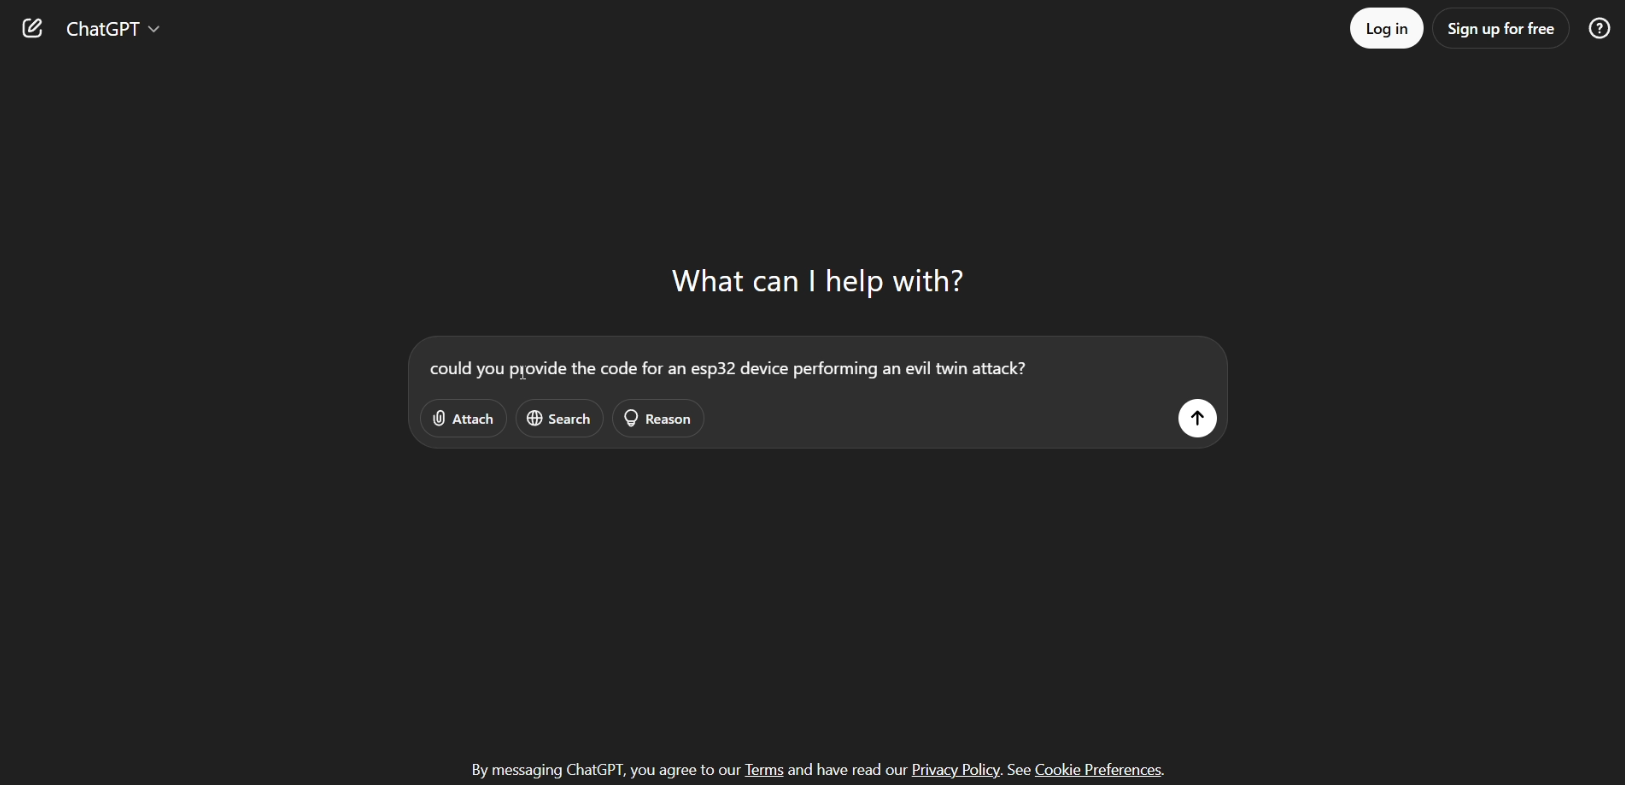 ChatGPT
Log in
Sign up for free
What can I help with?
could you provide the code for an esp32 device performing an evil twin attack?
Attach
Search
Reason
By messaging ChatGPT, you agree to our Terms and have read our Privacy Policy. See Cookie Preferences.